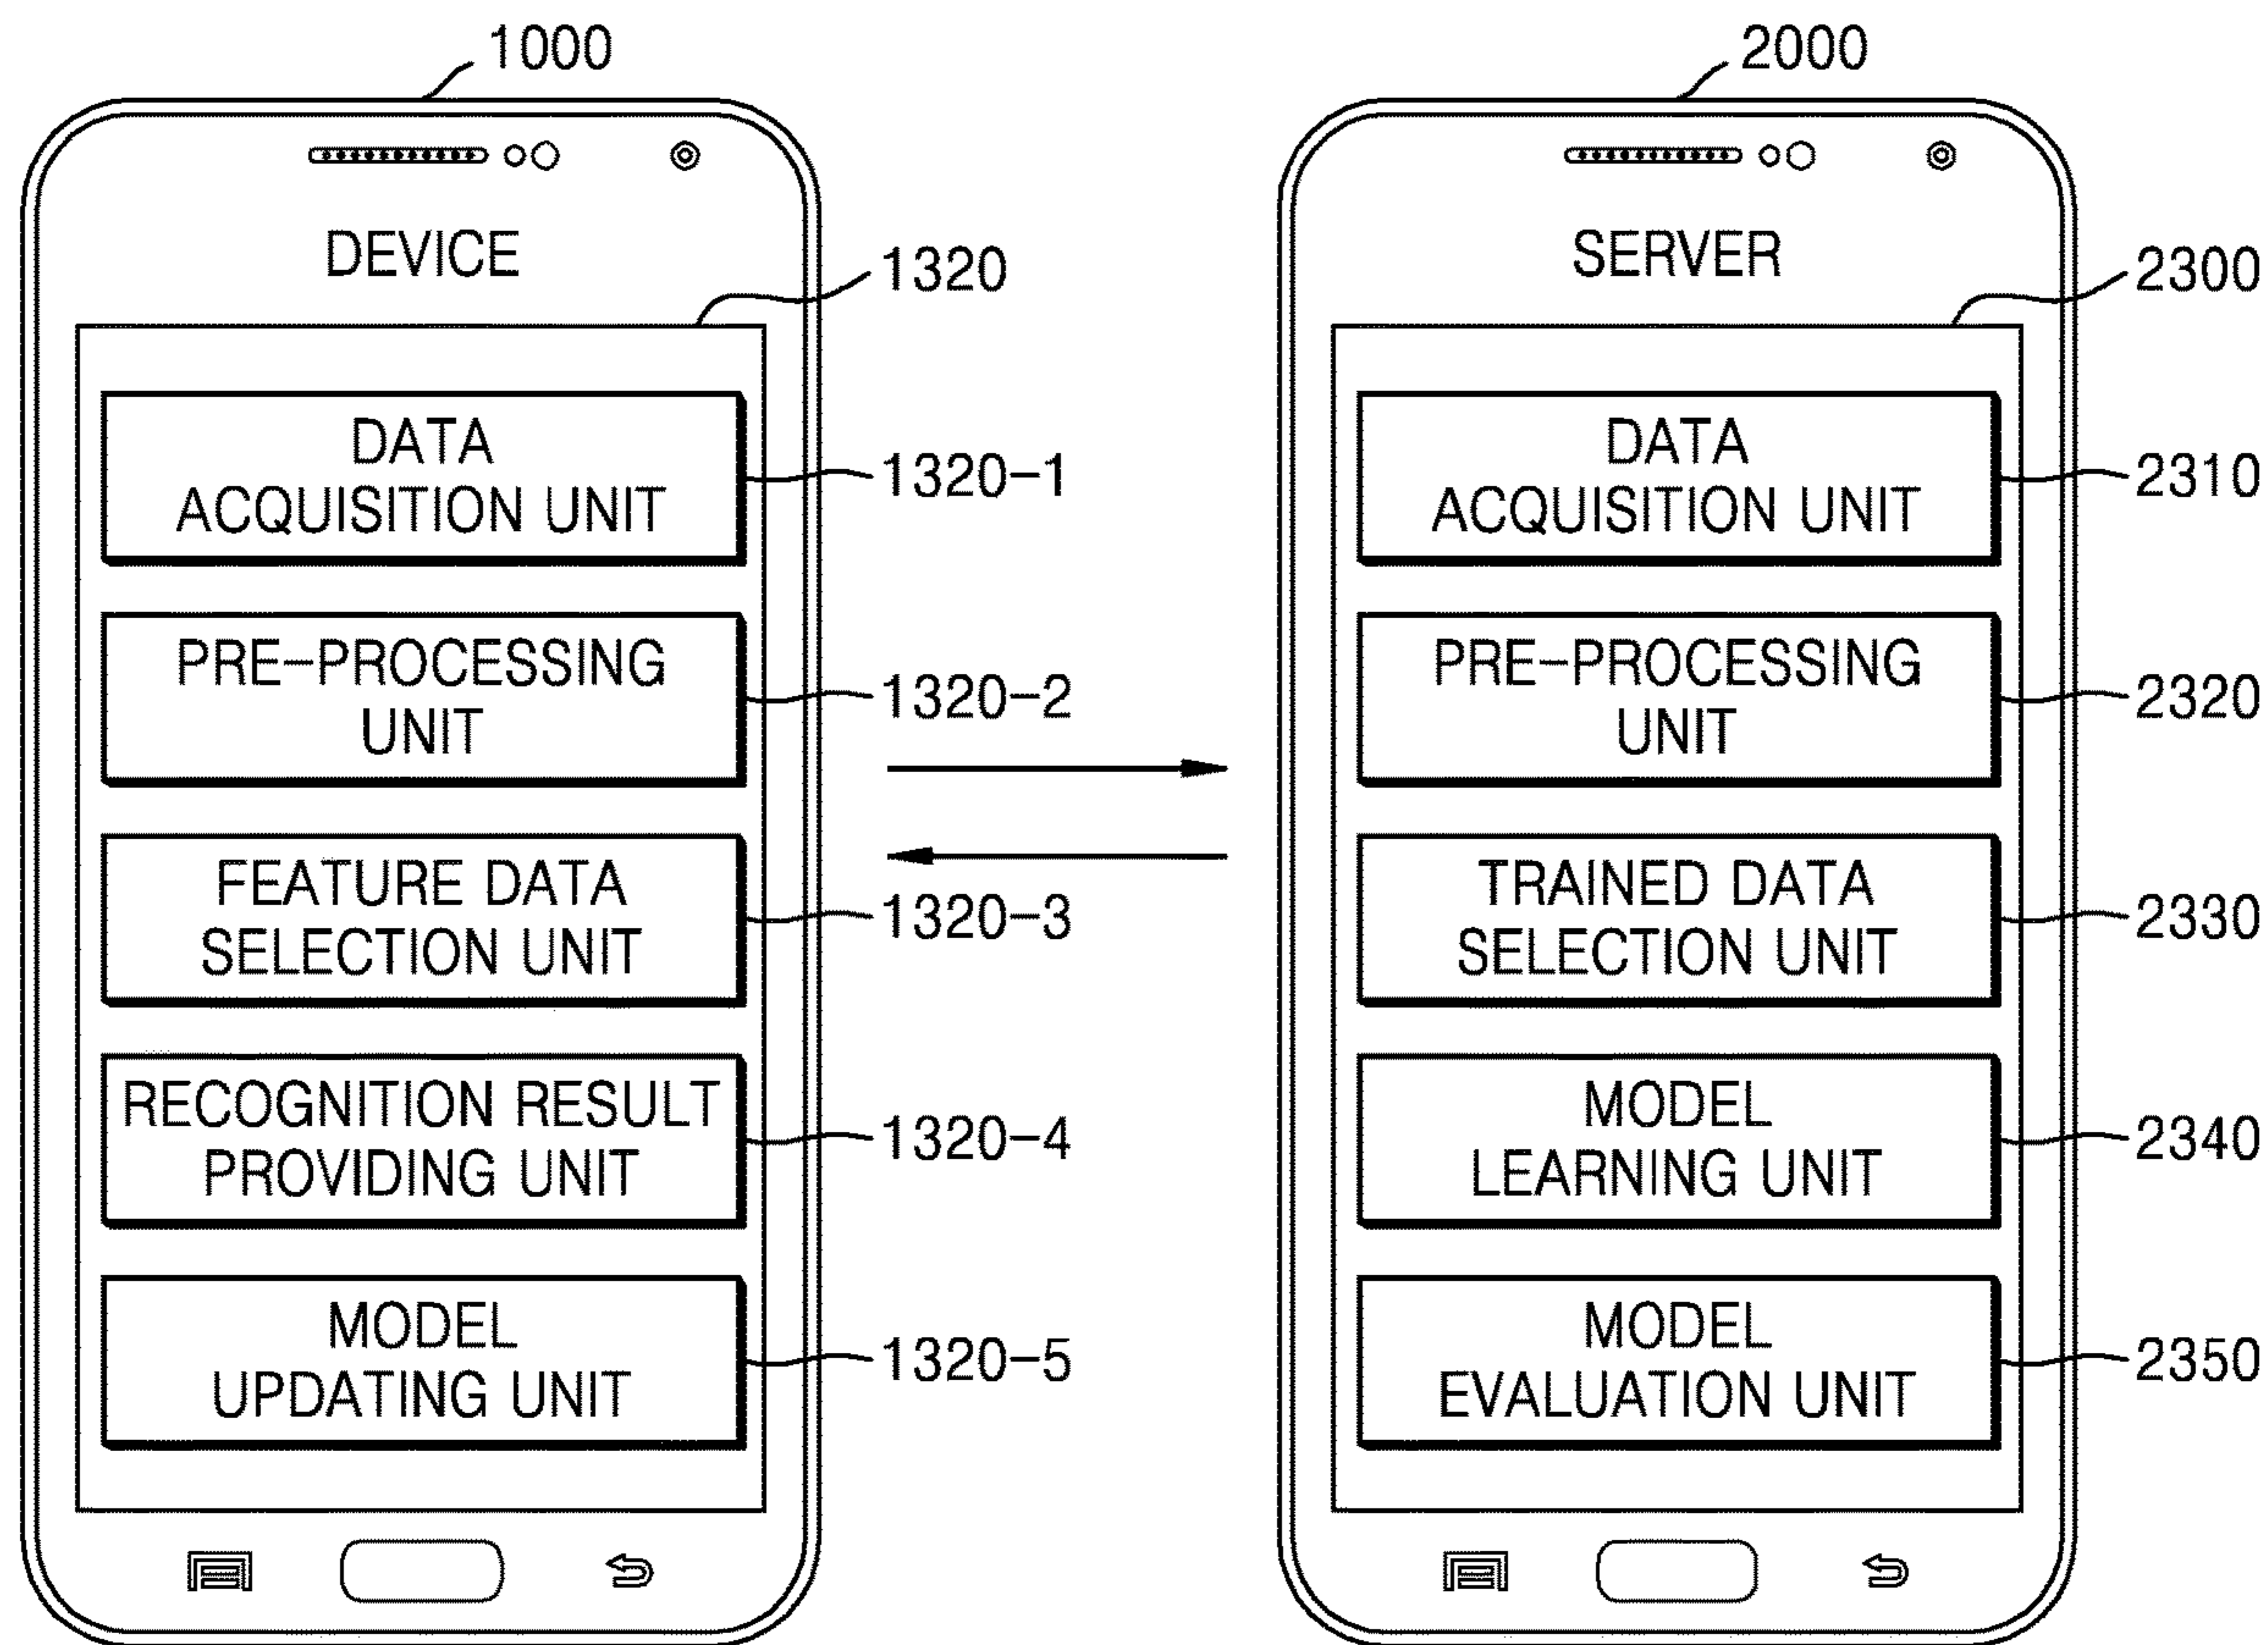 1000
DEVICE
1320
DATA
ACQUISITION UNIT
1320-1
PRE-PROCESSING
UNIT
1320-2
FEATURE DATA
SELECTION UNIT
1320-3
RECOGNITION RESULT
PROVIDING UNIT
1320-4
MODEL
UPDATING UNIT
1320-5
2000
SERVER
2300
DATA
ACQUISITION UNIT
2310
PRE-PROCESSING
UNIT
2320
TRAINED DATA
SELECTION UNIT
2330
MODEL
LEARNING UNIT
2340
MODEL
EVALUATION UNIT
2350